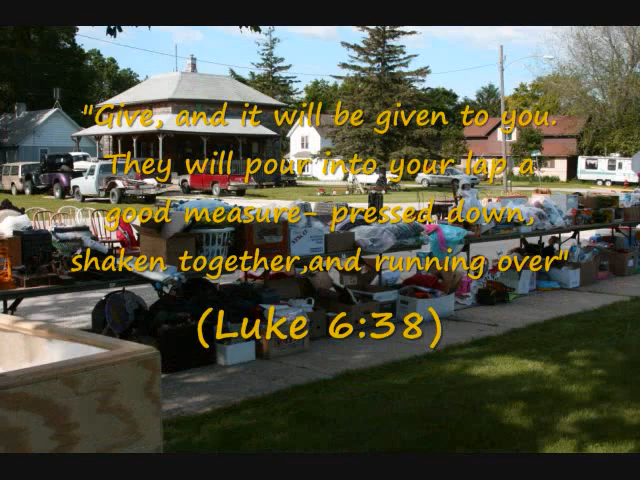 "Give, and it will be given to you.
They will pour into your lap a
good measure- pressed down,
shaken together,and running over"
(Luke 6:38)